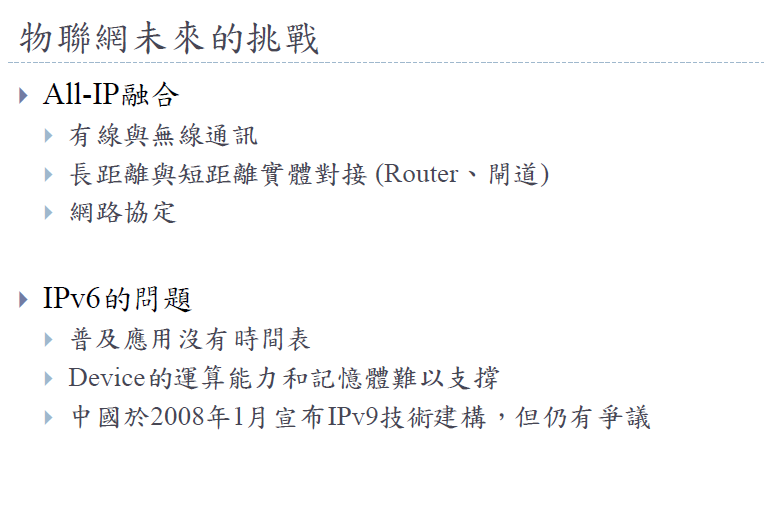 物聯網未來的挑戰
All-IP融合
有線與無線通訊
長距離與短距離實體對接 (Router、閘道)
網路協定
IPv6的問題
普及應用沒有時間表
Device的運算能力和記憶體難以支撐
中國於2008年1月宣布IPv9技術建構，但仍有爭議